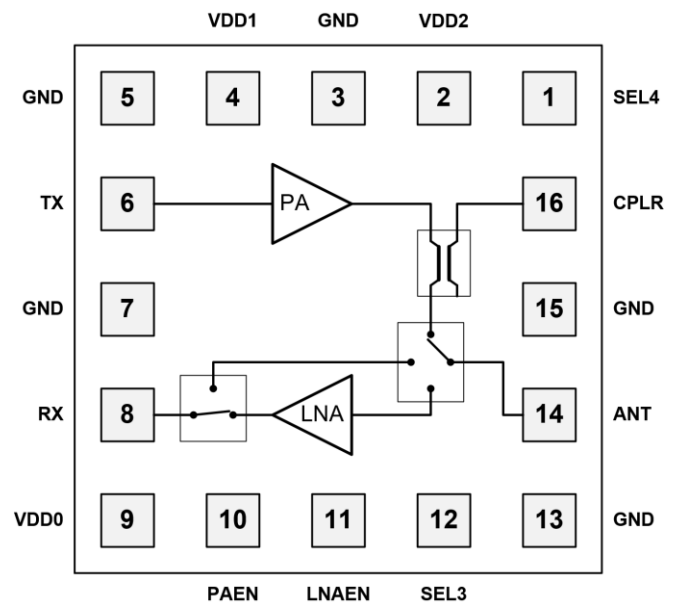 VDD1 GND VDD2
GND 5 4 3 2 1 SEL4
TX 6 PA 16 CPLR
GND 7 15 GND
RX 8 LNA 14 ANT
VDD0 9 10 11 12 13 GND
PAEN LNAEN SEL3